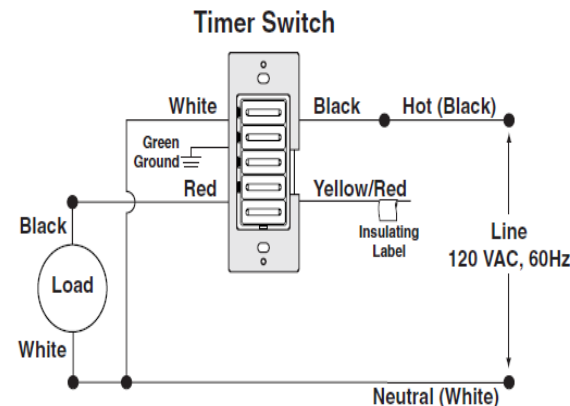 Timer Switch
White
Black
Hot (Black)
Green
Ground
Red
Yellow/Red
Black
Insulating
Label
Line
120 VAC, 60Hz
Load
White
Neutral (White)